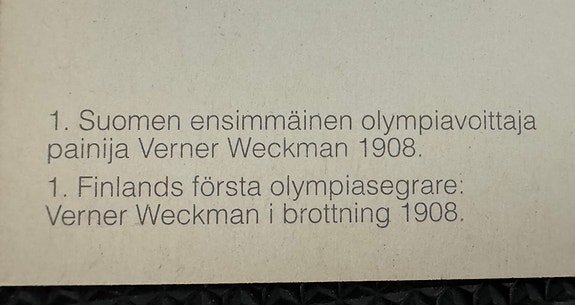 1. Suomen ensimmäinen olympiavoittaja
painija Verner Weckman 1908.
1. Finlands första olympiasegrare:
Verner Weckman i brottning 1908.